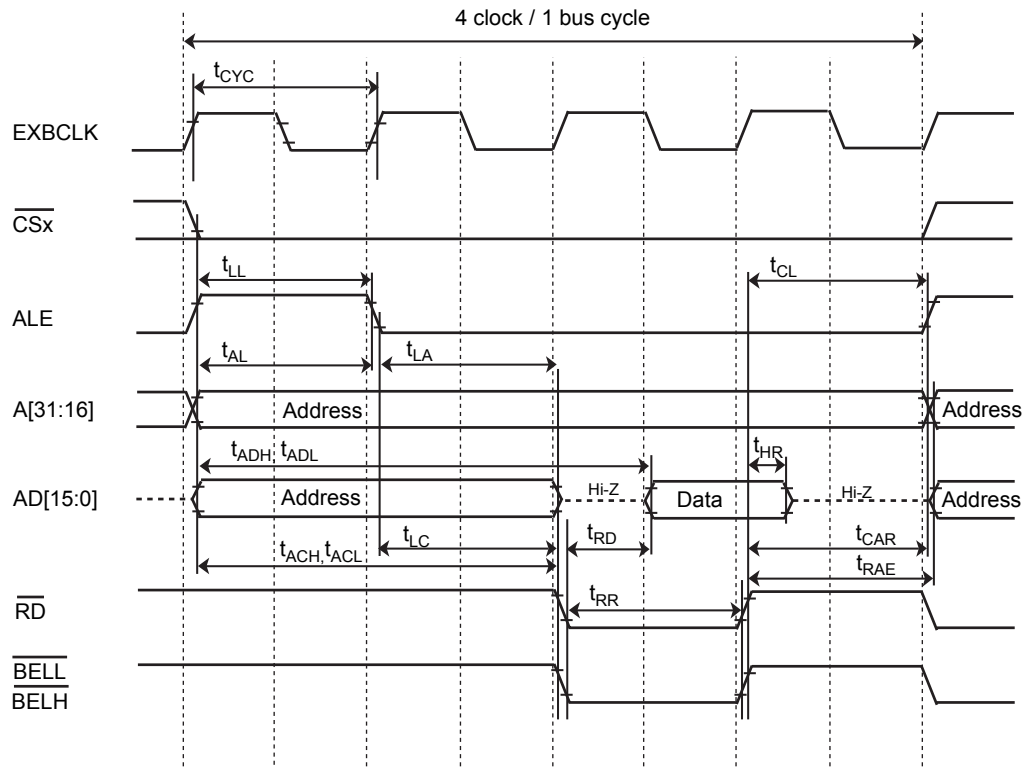 4 clock / 1 bus cycle
tCYC
EXBCLK
CSx
tLL
tCL
ALE
tAL
tLA
A[31:16]
Address
Address
tADH, tADL
tHR
AD[15:0]
Address
Hi-Z
Data
Hi-Z
Address
tLC
tRD
tCAR
tACH,tACL
tRAE
RD
tRR
BELL
BELH